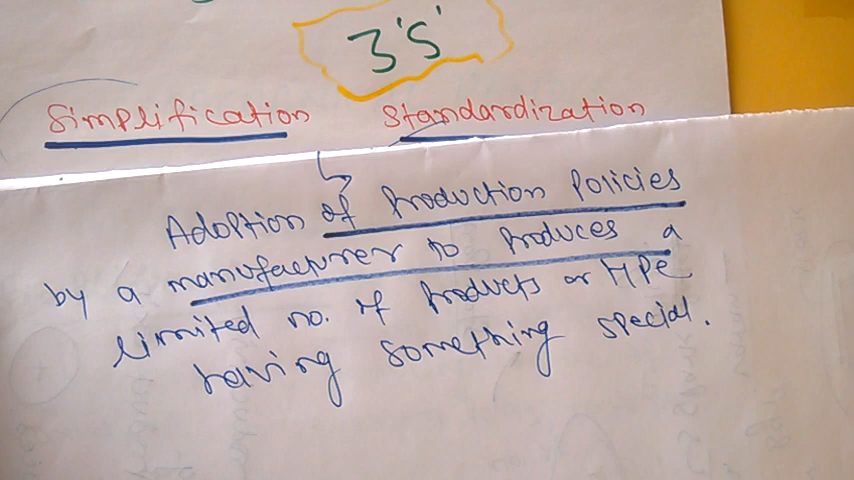 3'S'
Simplification Standardization
Adoption of Production Policies
by a manufacturer to Produces a
limited no. of Products or TYPE
having something special.